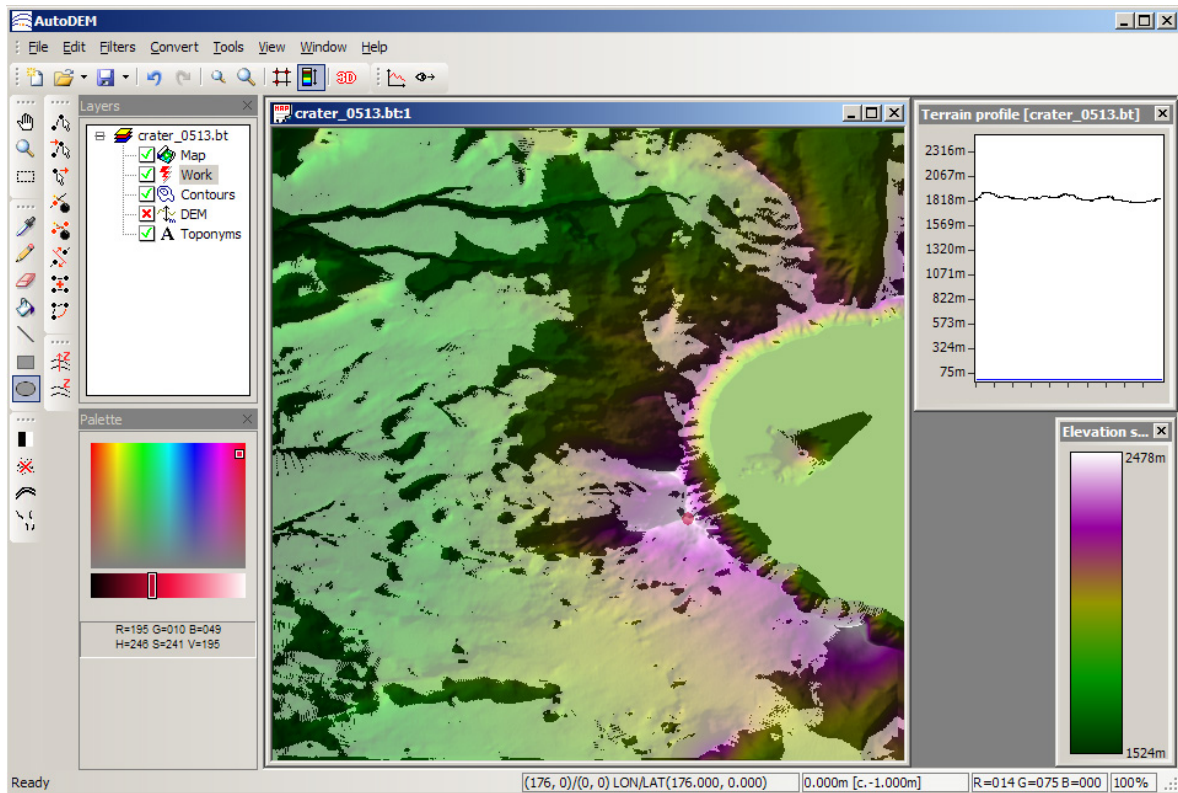 AutoDEM
File Edit Filters Convert Tools View Window Help
3D
Layers
crater_0513.bt
Map
Work
Contours
DEM
A Toponyms
Palette
R=195 G=010 B=049
H=246 S=241 V=195
MAP
crater_0513.bt:1
Terrain profile [crater_0513.bt]
2316m
2067m
1818m
1569m
1320m
1071m
822m
573m
324m
75m
Elevation s...
2478m
1524m
Ready
(176, 0)/(0, 0) LON/LAT(176.000, 0.000)
0.000m [c.-1.000m]
R=014 G=075 B=000
100%